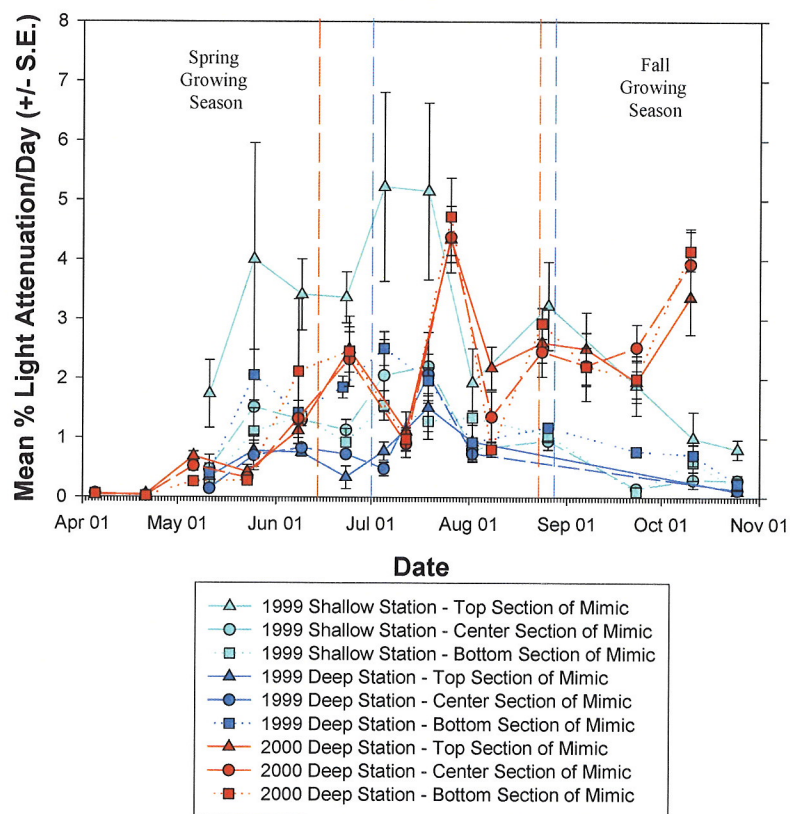 Mean % Light Attenuation/Day (+/- S.E.)
8
7
6
5
4
3
2
1
0
Spring
Growing
Season
Fall
Growing
Season
Apr 01 May 01 Jun 01 Jul 01 Aug 01 Sep 01 Oct 01 Nov 01
Date
1999 Shallow Station - Top Section of Mimic
1999 Shallow Station - Center Section of Mimic
1999 Shallow Station - Bottom Section of Mimic
1999 Deep Station - Top Section of Mimic
1999 Deep Station - Center Section of Mimic
1999 Deep Station - Bottom Section of Mimic
2000 Deep Station - Top Section of Mimic
2000 Deep Station - Center Section of Mimic
2000 Deep Station - Bottom Section of Mimic